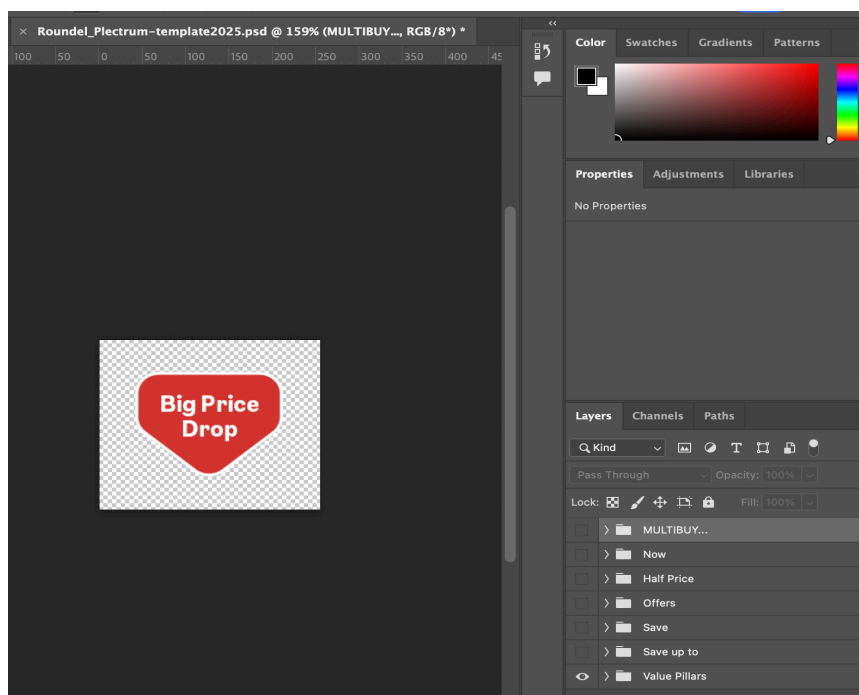 × Roundel_Plectrum-template2025.psd @ 159% (MULTIBUY..., RGB/8*) *
100 50 0 50 100 150 200 250 300 350 400 45
Big Price
Drop
Color Swatches Gradients Patterns
Properties Adjustments Libraries
No Properties
Layers Channels Paths
Kind
Pass Through Opacity: 100%
Lock: Fill: 100%
MULTIBUY...
Now
Half Price
Offers
Save
Save up to
Value Pillars